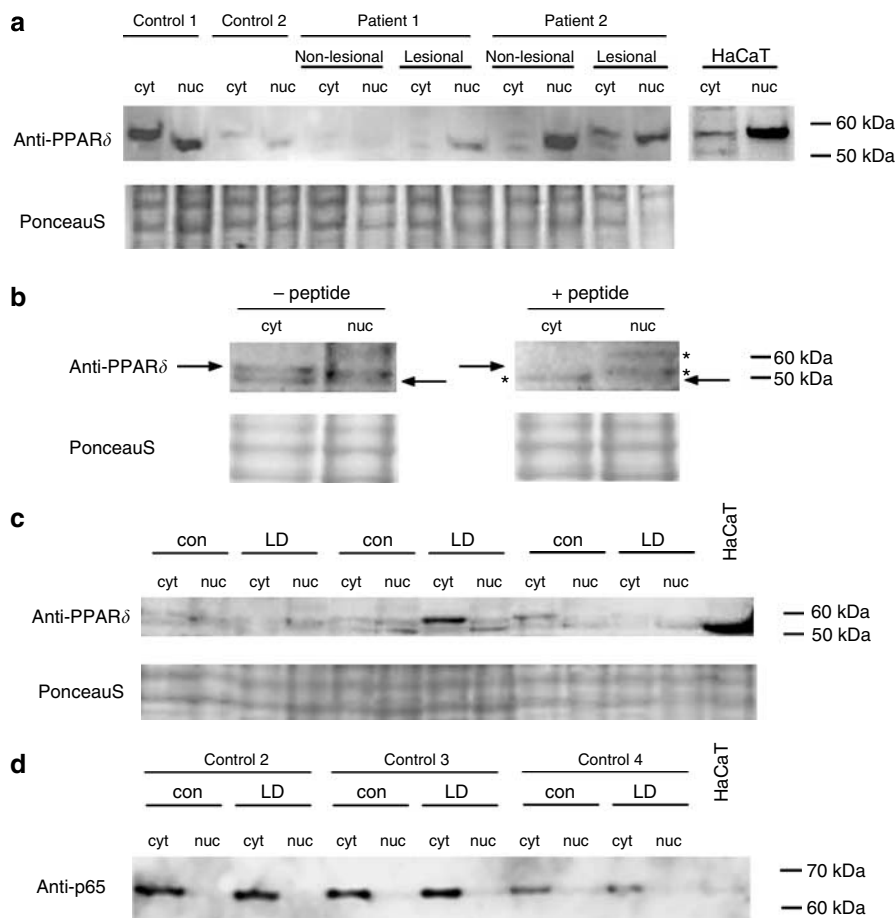 a
Control 1 Control 2 Patient 1 Patient 2
Non-lesional Lesional Non-lesional Lesional HaCaT
cyt nuc cyt nuc cyt nuc cyt nuc cyt nuc cyt nuc cyt nuc
Anti-PPARδ 60 kDa
50 kDa
PonceauS
b
– peptide + peptide
cyt nuc cyt nuc
Anti-PPARδ * 60 kDa
* * 50 kDa
PonceauS
c
con LD con LD con LD HaCaT
cyt nuc cyt nuc cyt nuc cyt nuc cyt nuc cyt nuc
Anti-PPARδ 60 kDa
50 kDa
PonceauS
d
Control 2 Control 3 Control 4
con LD con LD con LD HaCaT
cyt nuc cyt nuc cyt nuc cyt nuc cyt nuc cyt nuc
Anti-p65 70 kDa
60 kDa